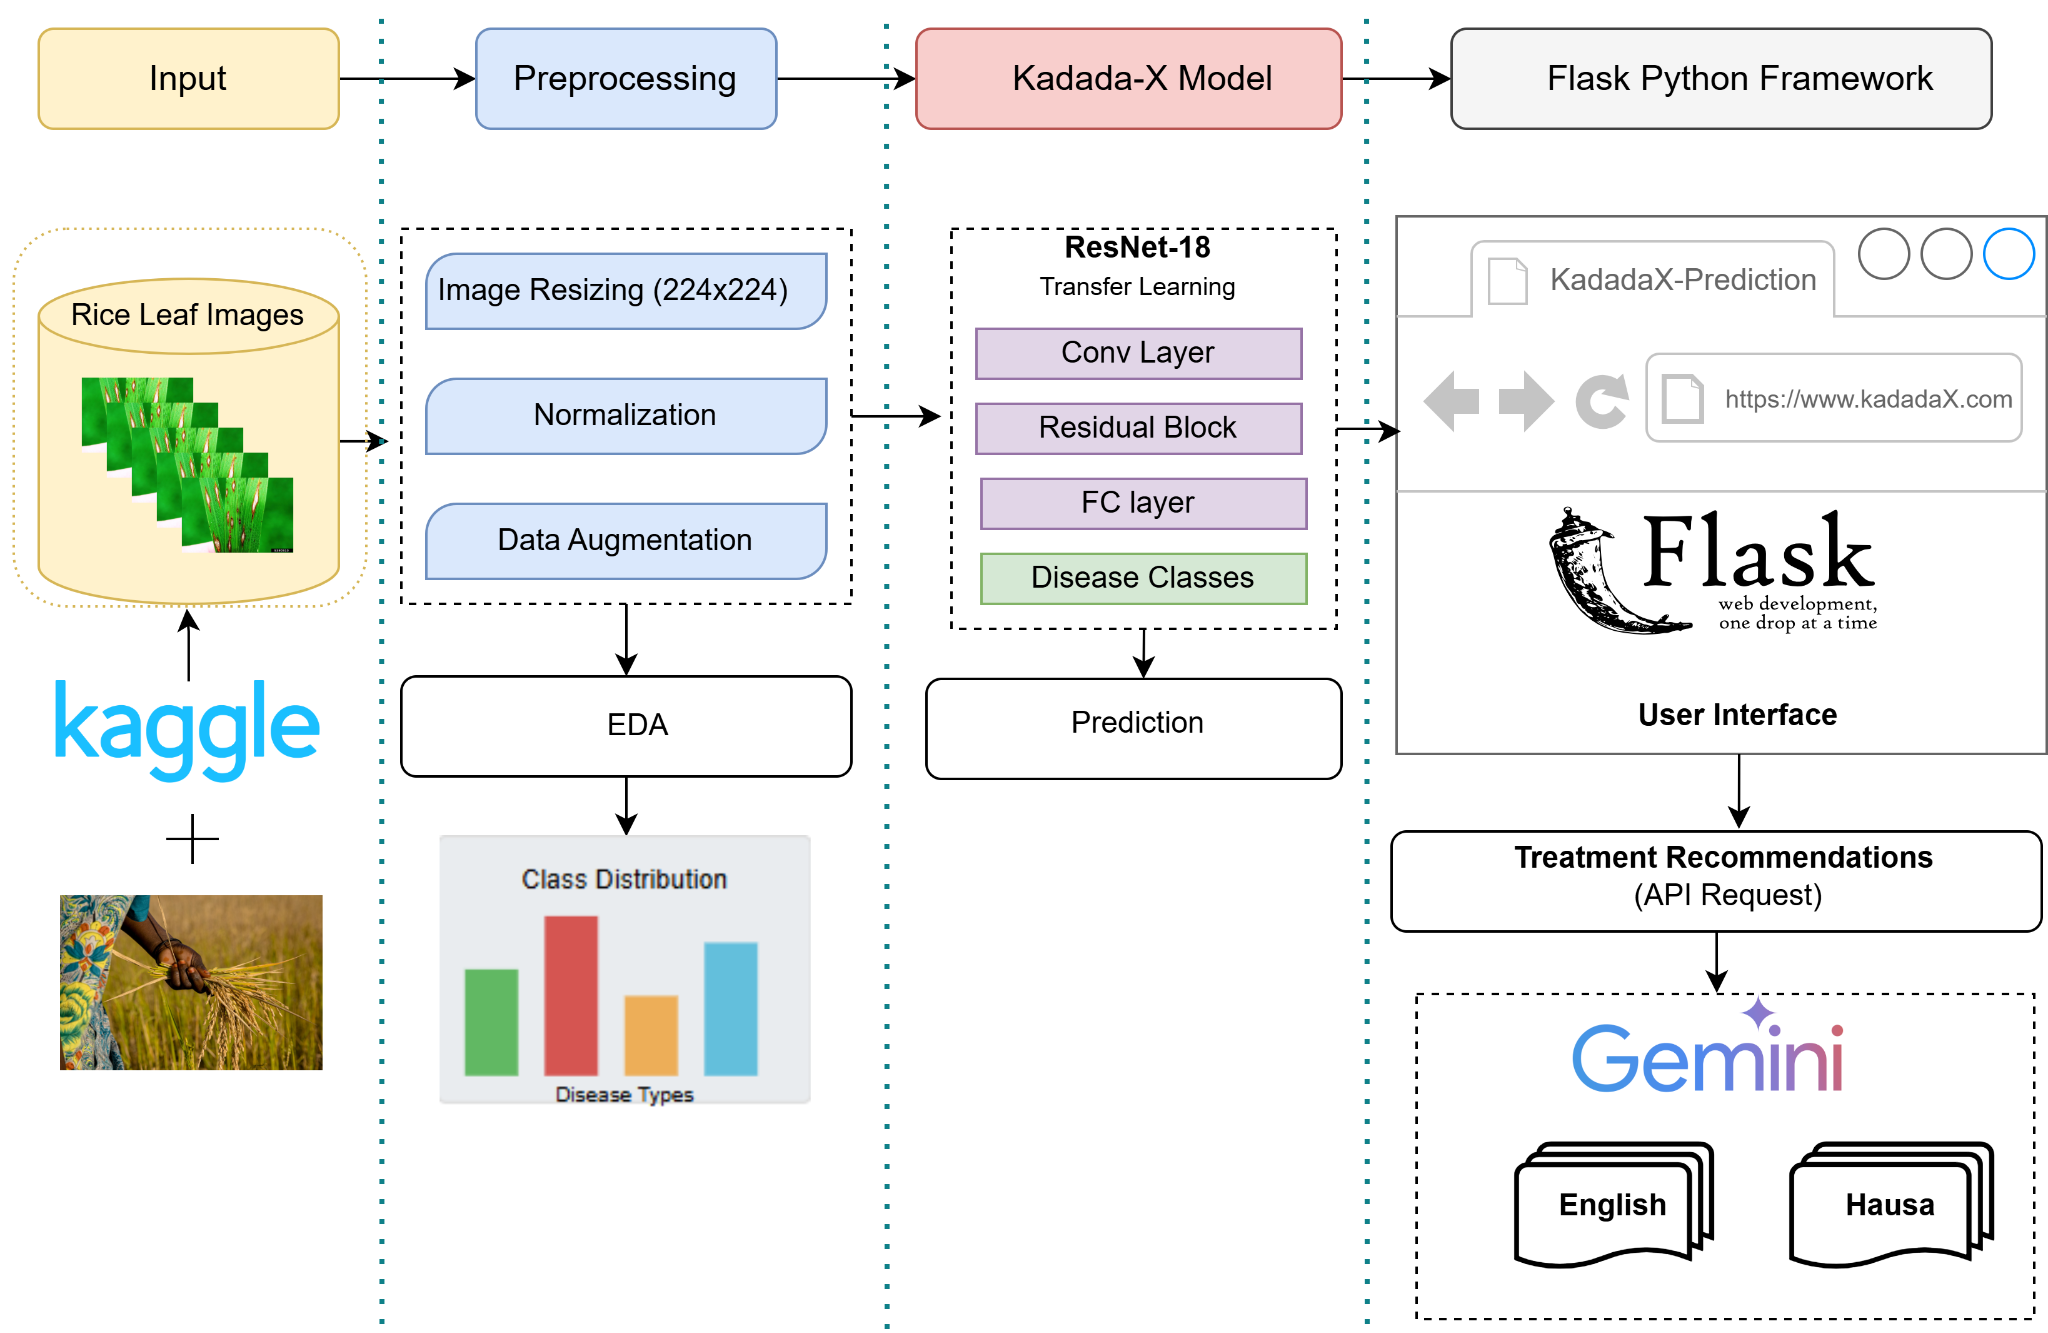 Input
Preprocessing
Kadada-X Model
Flask Python Framework
Rice Leaf Images
kaggle
Image Resizing (224x224)
Normalization
Data Augmentation
EDA
Class Distribution
Disease Types
ResNet-18
Transfer Learning
Conv Layer
Residual Block
FC layer
Disease Classes
Prediction
KadadaX-Prediction
https://www.kadadaX.com
Flask
web development,
one drop at a time
User Interface
Treatment Recommendations
(API Request)
Gemini
English
Hausa